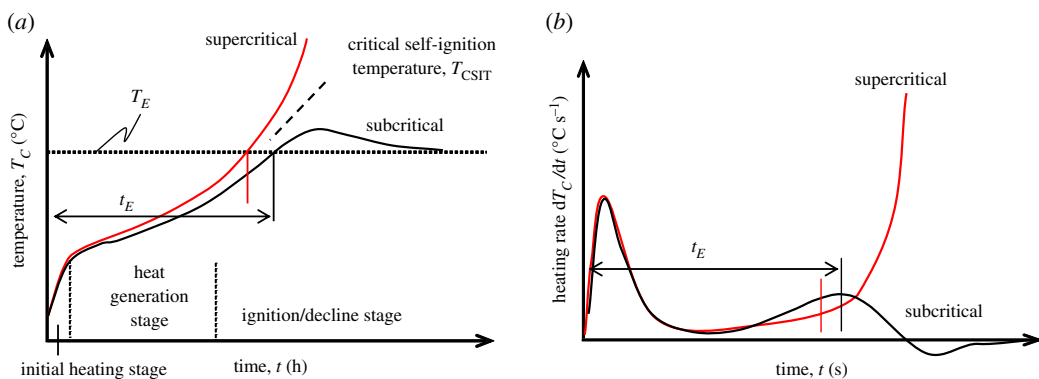 (a)
supercritical
critical self-ignition
temperature, T_CSIT
T_E
subcritical
temperature, T_C (°C)
t_E
heat
generation
stage
ignition/decline stage
initial heating stage
time, t (h)
(b)
supercritical
heating rate dT_C/dt (°C s⁻¹)
t_E
subcritical
time, t (s)